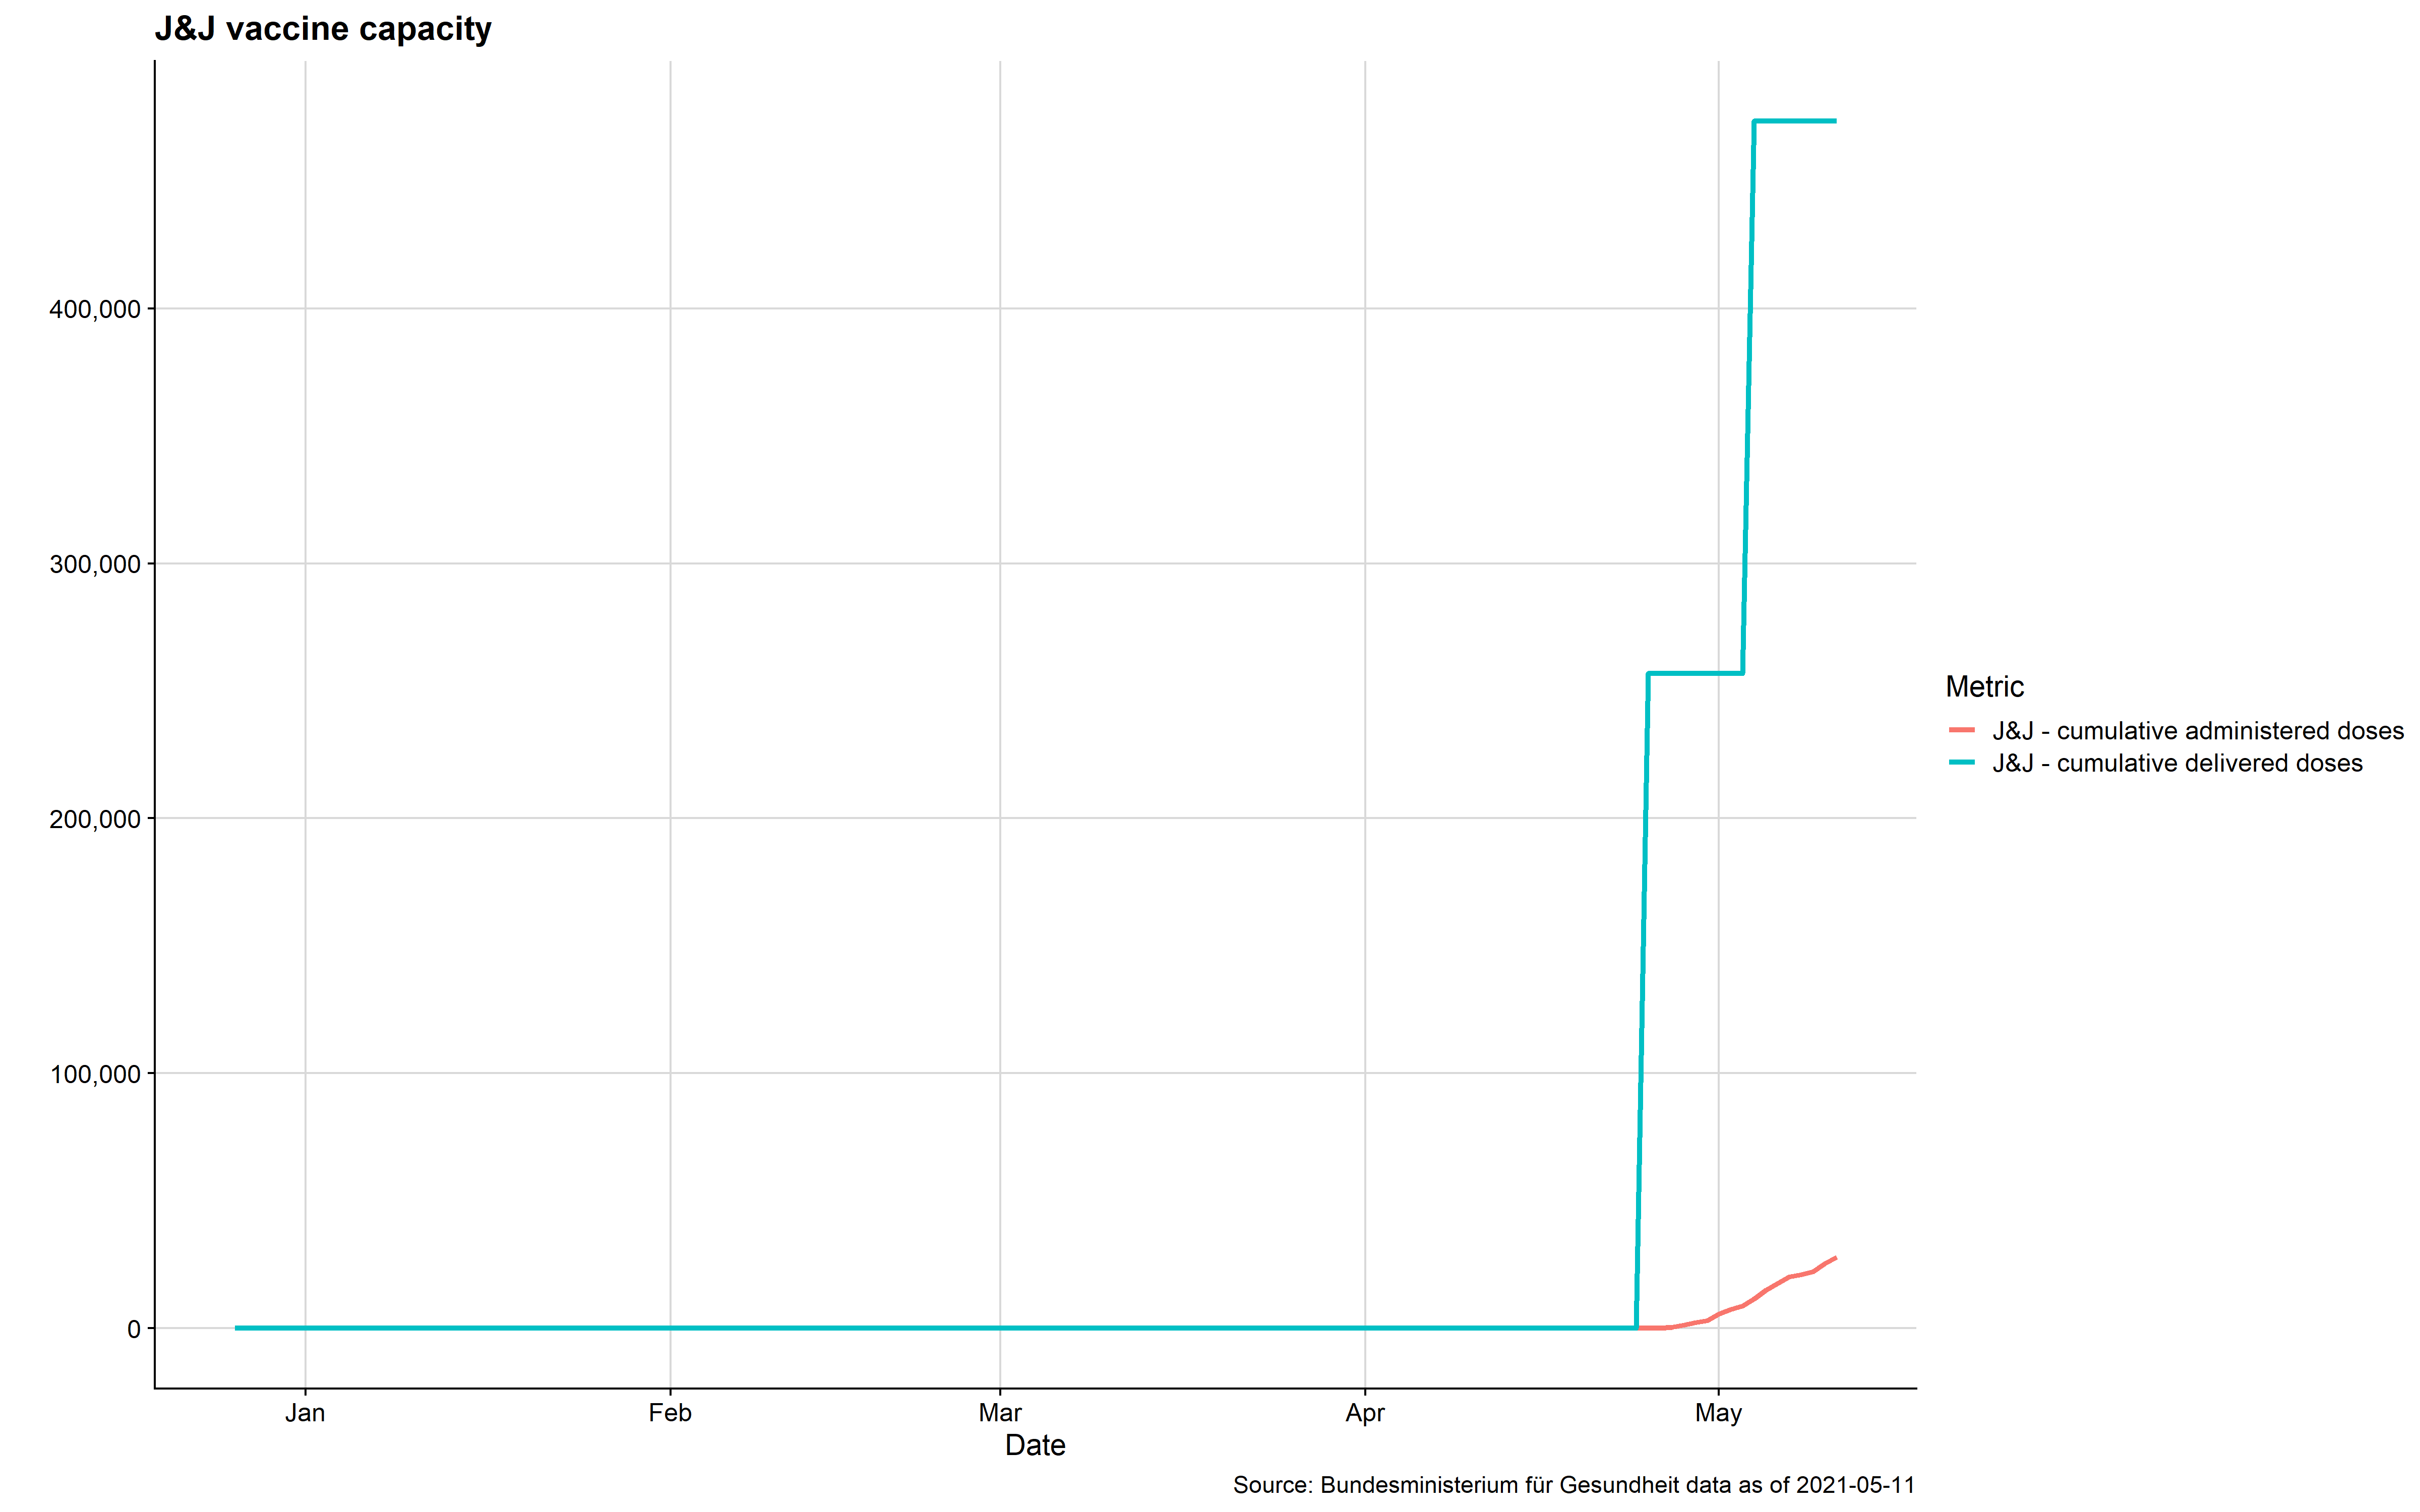 J&J vaccine capacity
400,000
300,000
200,000
100,000
0
Jan Feb Mar Apr May
Date
Metric
J&J - cumulative administered doses
J&J - cumulative delivered doses
Source: Bundesministerium für Gesundheit data as of 2021-05-11